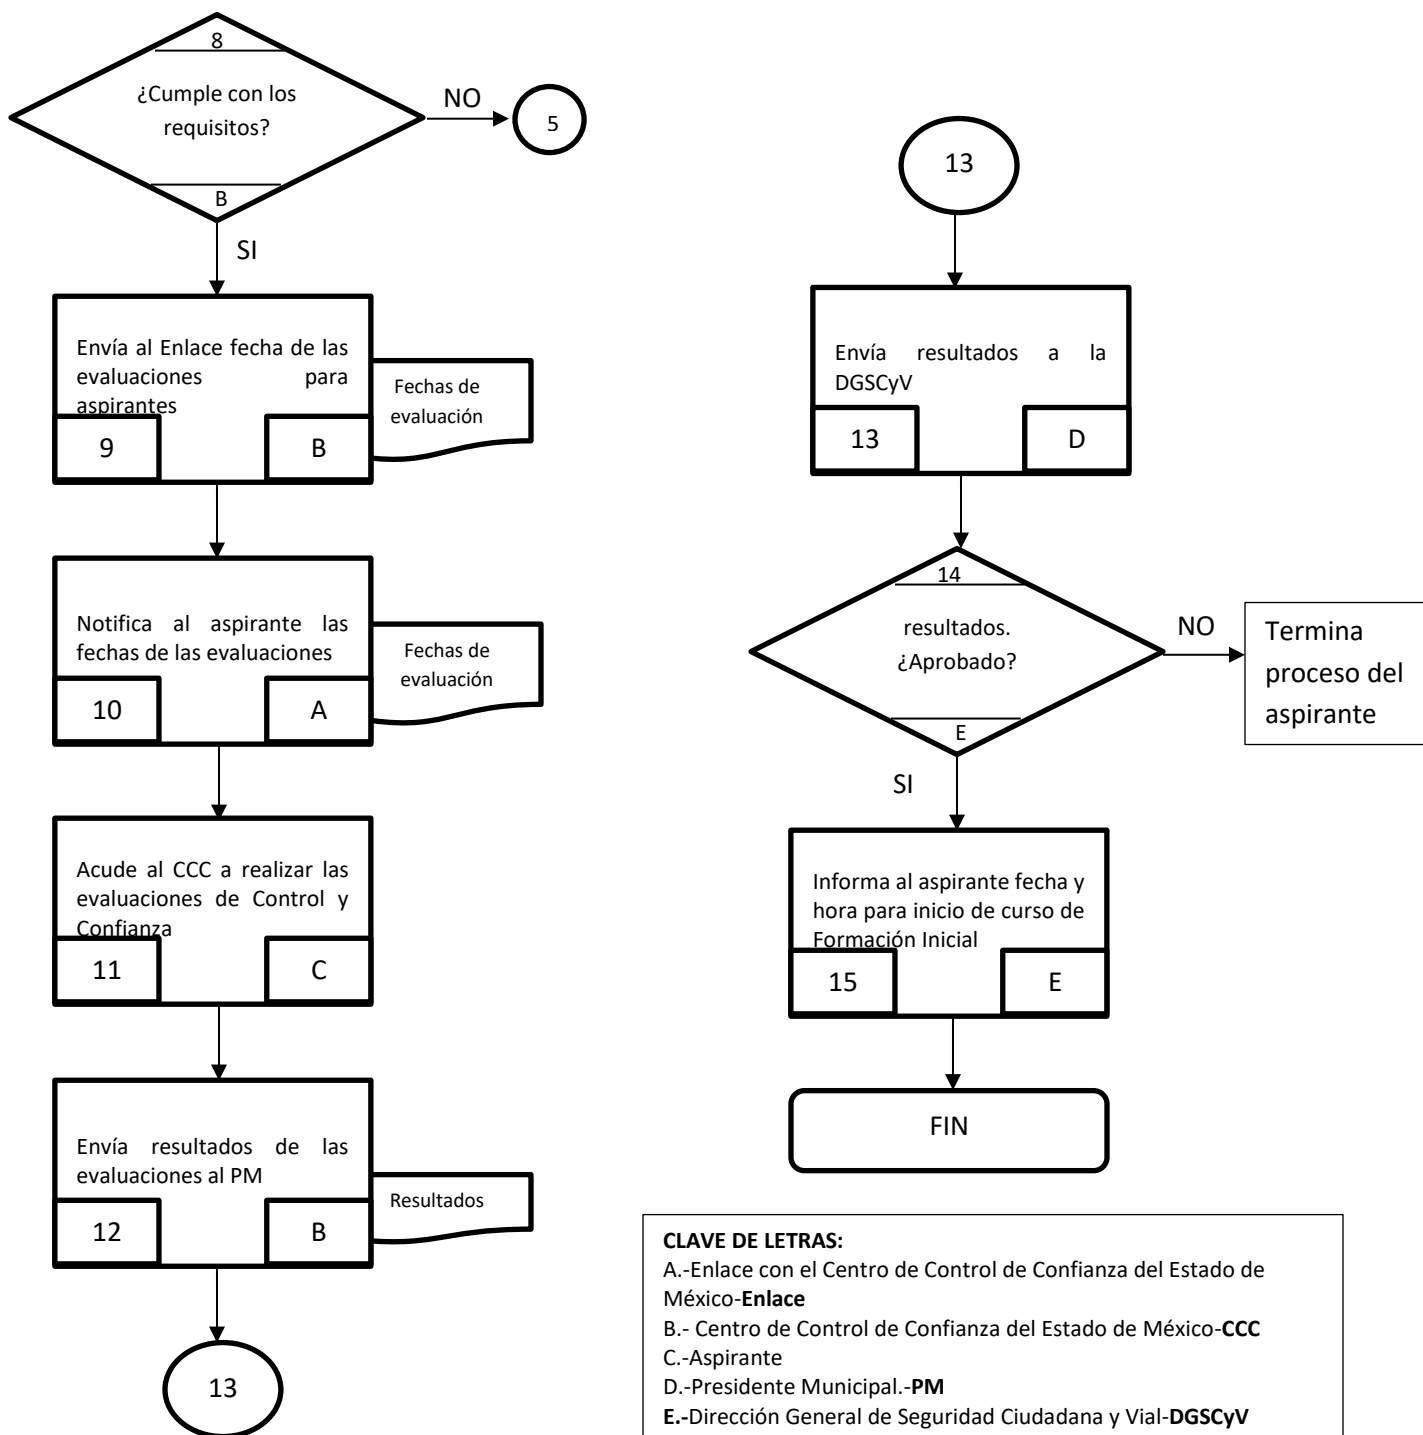 8
¿Cumple con los
requisitos?
B
NO
5
SI
Envía al Enlace fecha de las
evaluaciones para
aspirantes
9
B
Fechas de
evaluación
Notifica al aspirante las
fechas de las evaluaciones
10
A
Fechas de
evaluación
Acude al CCC a realizar las
evaluaciones de Control y
Confianza
11
C
Envía resultados de las
evaluaciones al PM
12
B
Resultados
13
13
Envía resultados a la
DGSCyV
13
D
14
resultados.
¿Aprobado?
E
NO
Termina
proceso del
aspirante
SI
Informa al aspirante fecha y
hora para inicio de curso de
Formación Inicial
15
E
FIN
CLAVE DE LETRAS:
A.-Enlace con el Centro de Control de Confianza del Estado de
México-Enlace
B.- Centro de Control de Confianza del Estado de México-CCC
C.-Aspirante
D.-Presidente Municipal.-PM
E.-Dirección General de Seguridad Ciudadana y Vial-DGSCyV